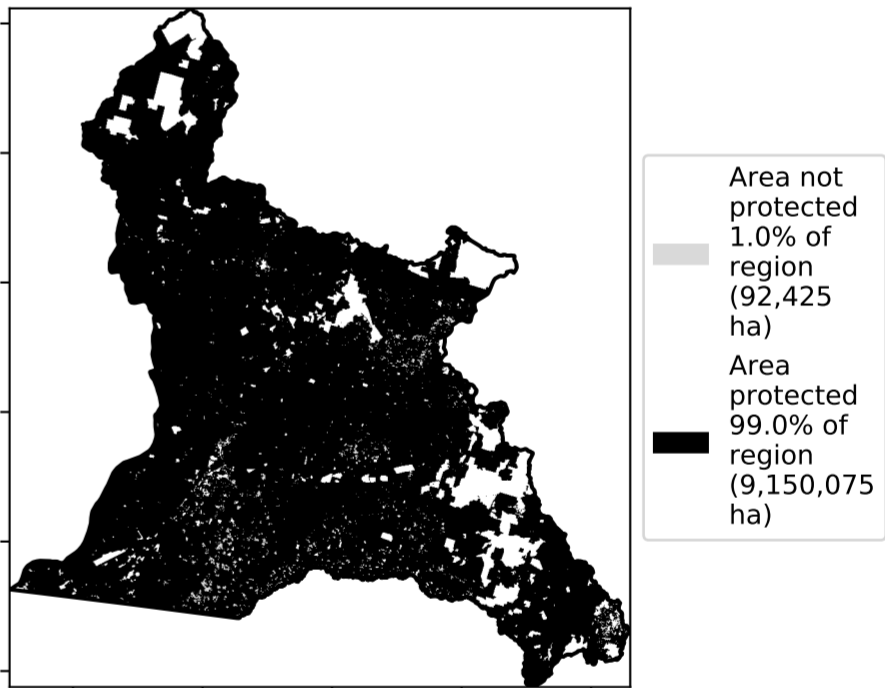 Area not
protected
1.0% of
region
(92,425
ha)
Area
protected
99.0% of
region
(9,150,075
ha)